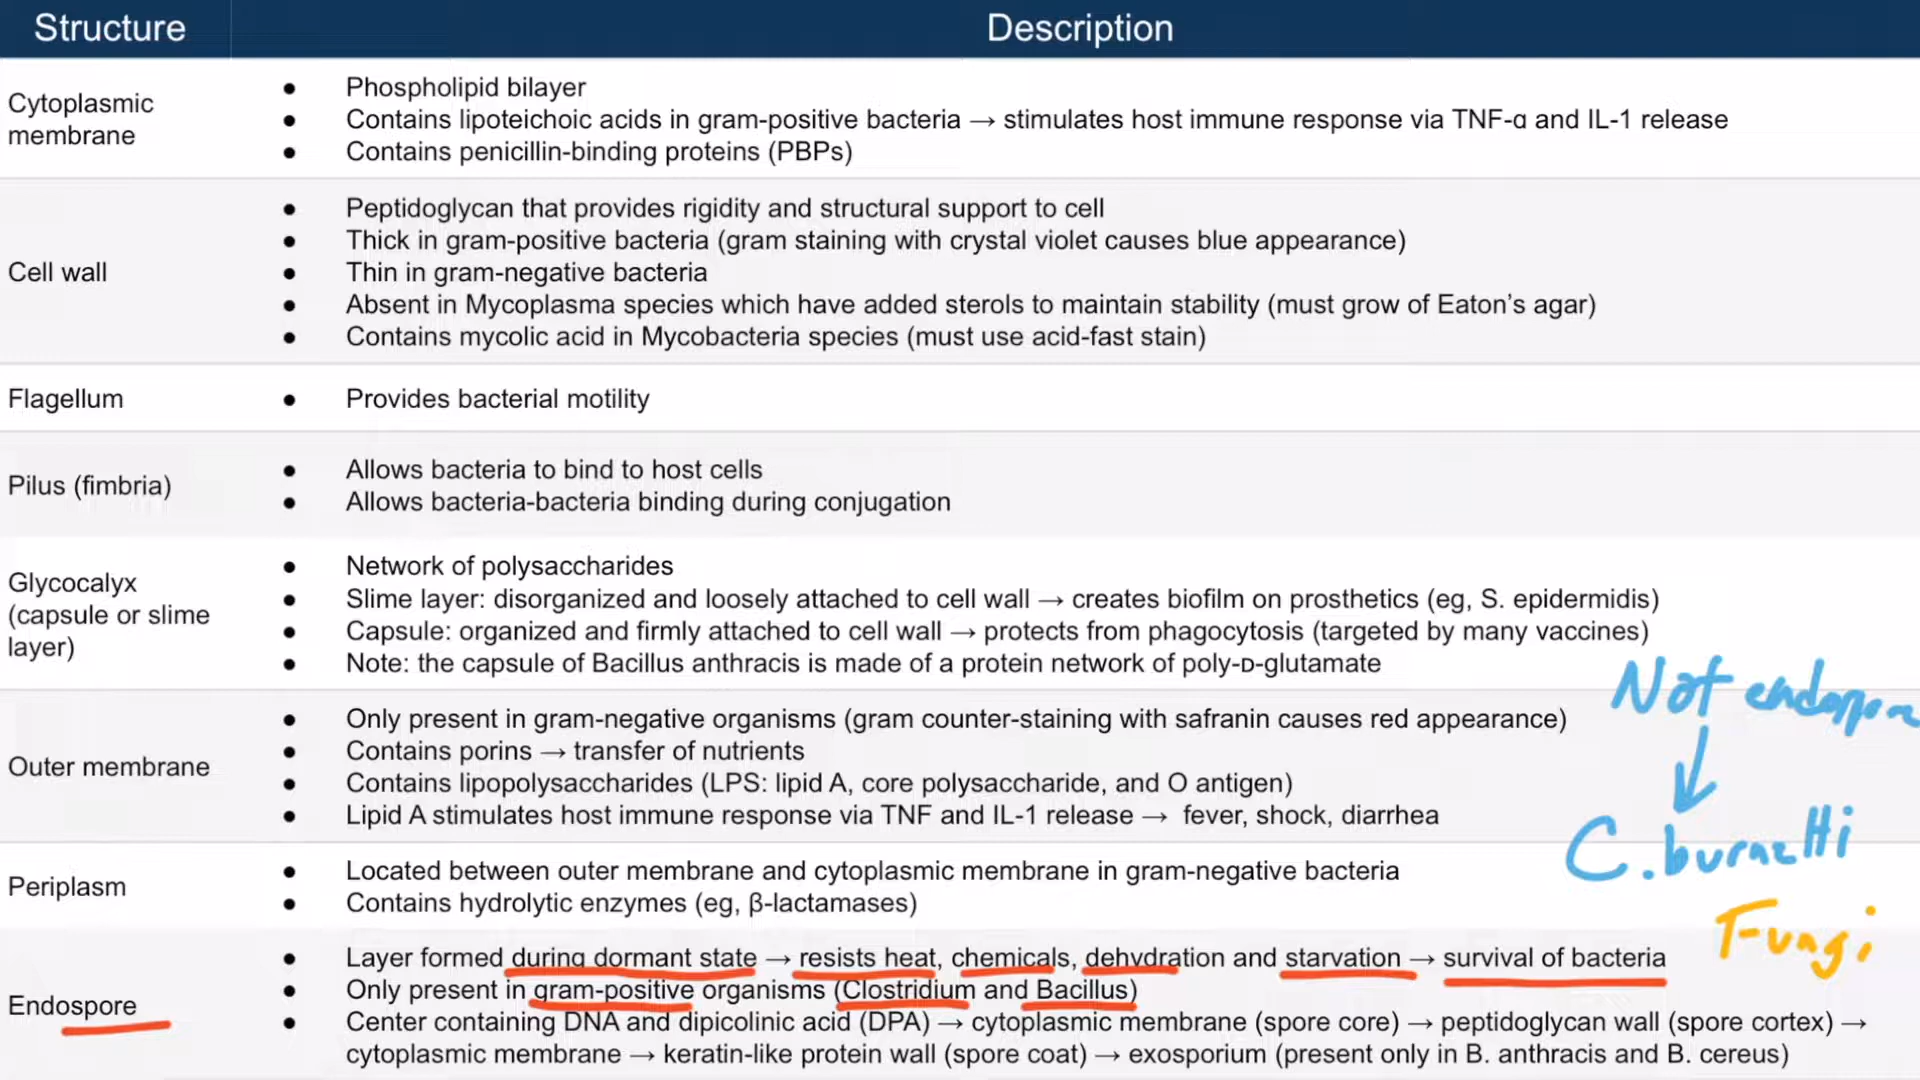 Structure
Description
Cytoplasmic
membrane
● Phospholipid bilayer
● Contains lipoteichoic acids in gram-positive bacteria → stimulates host immune response via TNF-α and IL-1 release
● Contains penicillin-binding proteins (PBPs)
Cell wall
● Peptidoglycan that provides rigidity and structural support to cell
● Thick in gram-positive bacteria (gram staining with crystal violet causes blue appearance)
● Thin in gram-negative bacteria
● Absent in Mycoplasma species which have added sterols to maintain stability (must grow of Eaton’s agar)
● Contains mycolic acid in Mycobacteria species (must use acid-fast stain)
Flagellum
● Provides bacterial motility
Pilus (fimbria)
● Allows bacteria to bind to host cells
● Allows bacteria-bacteria binding during conjugation
Glycocalyx
(capsule or slime
layer)
● Network of polysaccharides
● Slime layer: disorganized and loosely attached to cell wall → creates biofilm on prosthetics (eg, S. epidermidis)
● Capsule: organized and firmly attached to cell wall → protects from phagocytosis (targeted by many vaccines)
● Note: the capsule of Bacillus anthracis is made of a protein network of poly-ᴅ-glutamate
Outer membrane
● Only present in gram-negative organisms (gram counter-staining with safranin causes red appearance)
● Contains porins → transfer of nutrients
● Contains lipopolysaccharides (LPS: lipid A, core polysaccharide, and O antigen)
● Lipid A stimulates host immune response via TNF and IL-1 release → fever, shock, diarrhea
Not endospore
↓
C. burnetti
Periplasm
● Located between outer membrane and cytoplasmic membrane in gram-negative bacteria
● Contains hydrolytic enzymes (eg, β-lactamases)
Fungi
Endospore
● Layer formed during dormant state → resists heat, chemicals, dehydration and starvation → survival of bacteria
● Only present in gram-positive organisms (Clostridium and Bacillus)
● Center containing DNA and dipicolinic acid (DPA) → cytoplasmic membrane (spore core) → peptidoglycan wall (spore cortex) →
cytoplasmic membrane → keratin-like protein wall (spore coat) → exosporium (present only in B. anthracis and B. cereus)